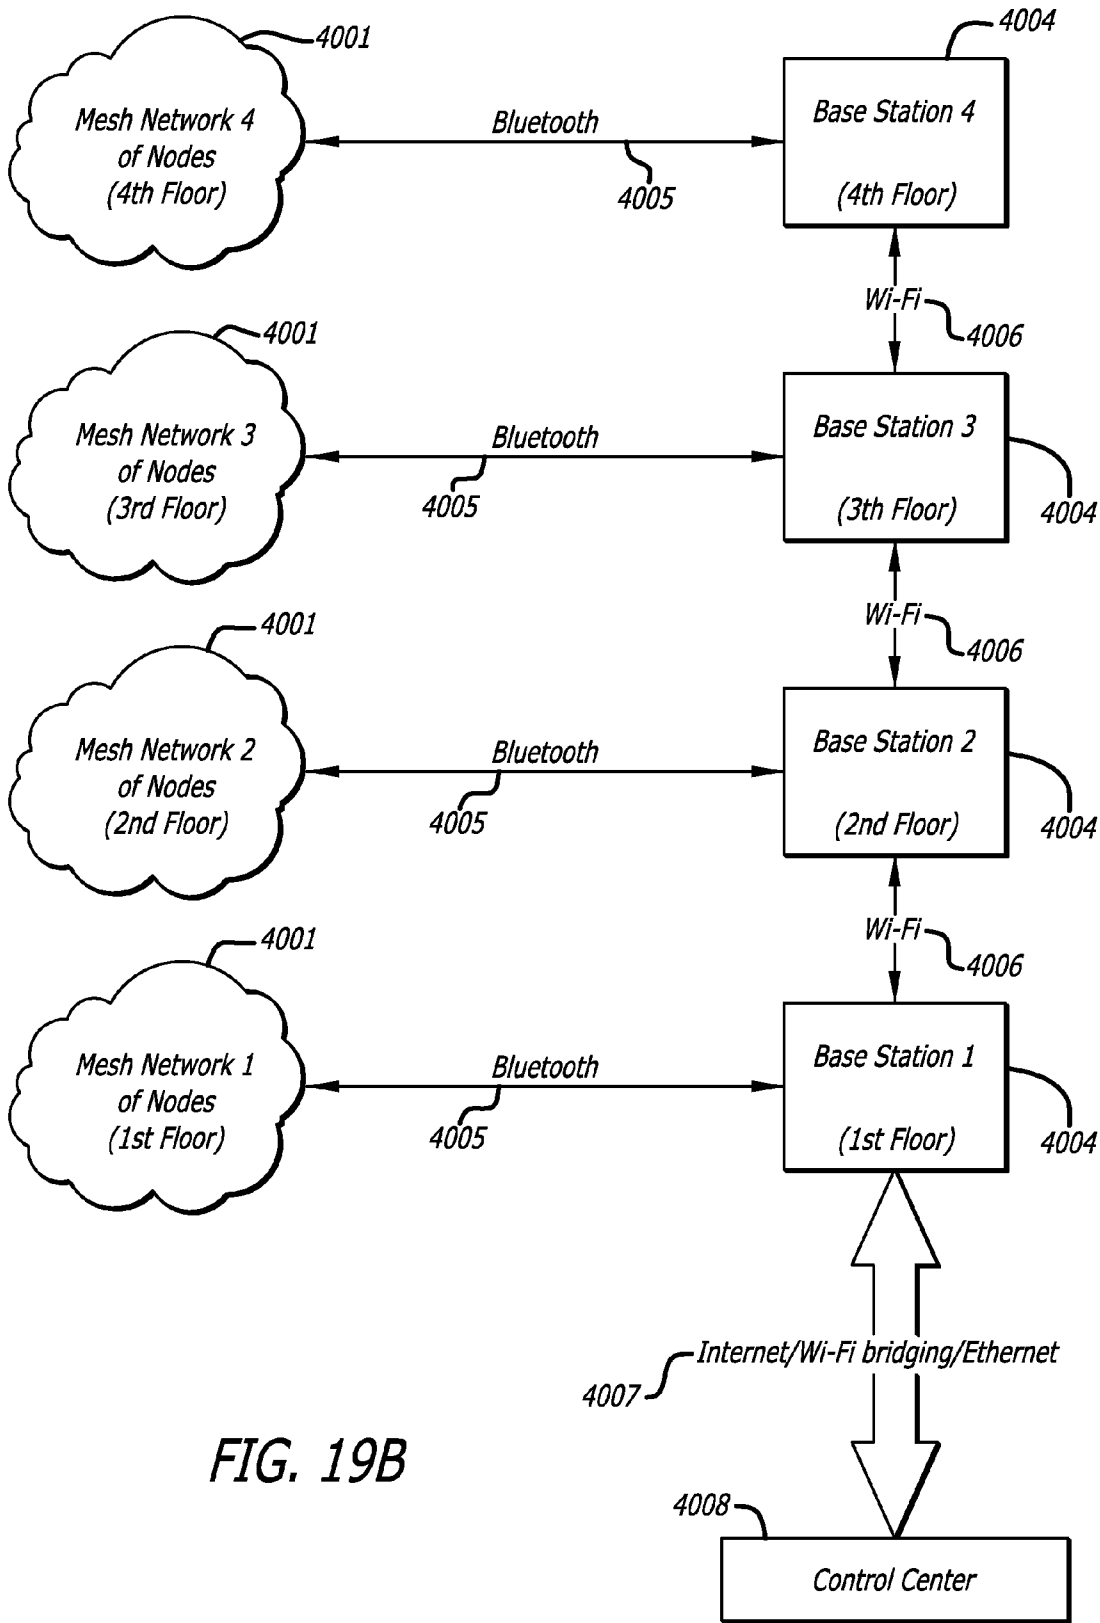 4001
4004
Mesh Network 4
of Nodes
(4th Floor)
Bluetooth
4005
Base Station 4
(4th Floor)
Wi-Fi
4006
4001
Mesh Network 3
of Nodes
(3rd Floor)
Bluetooth
4005
Base Station 3
(3th Floor)
4004
Wi-Fi
4006
4001
Mesh Network 2
of Nodes
(2nd Floor)
Bluetooth
4005
Base Station 2
(2nd Floor)
4004
Wi-Fi
4006
4001
Mesh Network 1
of Nodes
(1st Floor)
Bluetooth
4005
Base Station 1
(1st Floor)
4004
Internet/Wi-Fi bridging/Ethernet
4007
FIG. 19B
4008
Control Center